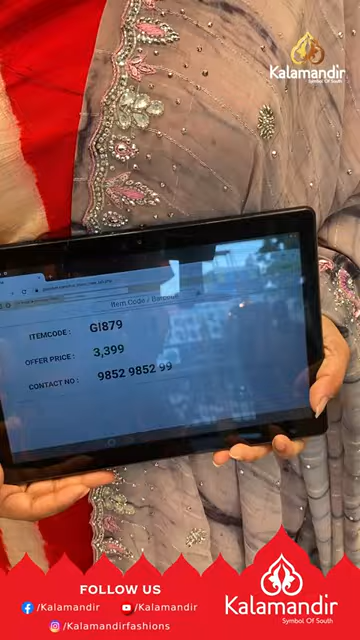 Kalamandir
Symbol Of South
Item Code / Barcode
ITEMCODE : GI879
OFFER PRICE : 3,399
CONTACT NO : 9852 9852 99
FOLLOW US
/Kalamandir /Kalamandir
/Kalamandirfashions
Kalamandir
Symbol Of South